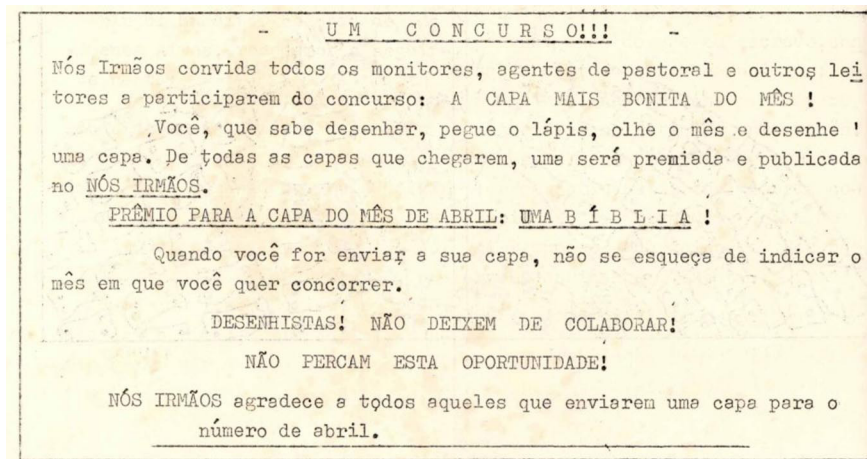 - U M C O N C U R S O!!! -
Nós Irmãos convida todos os monitores, agentes de pastoral e outros lei
tores a participarem do concurso: A CAPA MAIS BONITA DO MÊS !
Você, que sabe desenhar, pegue o lápis, olhe o mês e desenhe '
uma capa. De todas as capas que chegarem, uma será premiada e publicada
no NÓS IRMÃOS.
PRÊMIO PARA A CAPA DO MÊS DE ABRIL: UMA B Í B L I A !
Quando você for enviar a sua capa, não se esqueça de indicar o
mês em que você quer concorrer.
DESENHISTAS! NÃO DEIXEM DE COLABORAR!
NÃO PERCAM ESTA OPORTUNIDADE!
NÓS IRMÃOS agradece a todos aqueles que enviarem uma capa para o
número de abril.